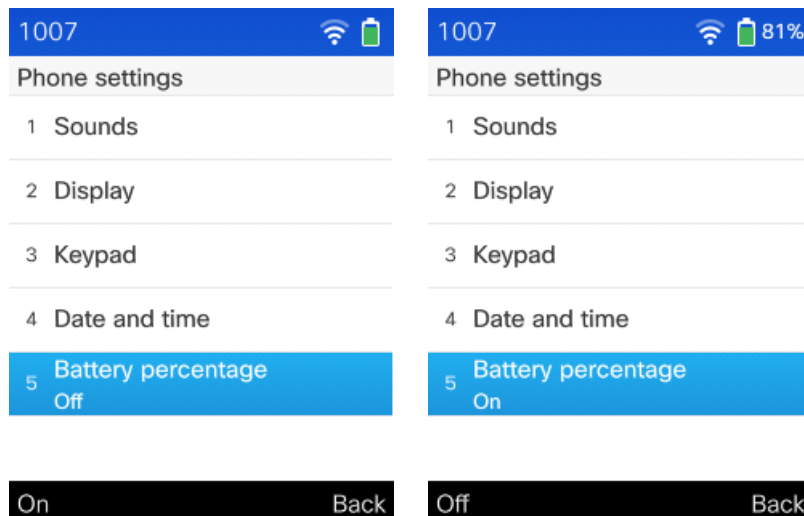 1007
Phone settings
1 Sounds
2 Display
3 Keypad
4 Date and time
5 Battery percentage
Off
On Back
1007 81%
Phone settings
1 Sounds
2 Display
3 Keypad
4 Date and time
5 Battery percentage
On
Off Back